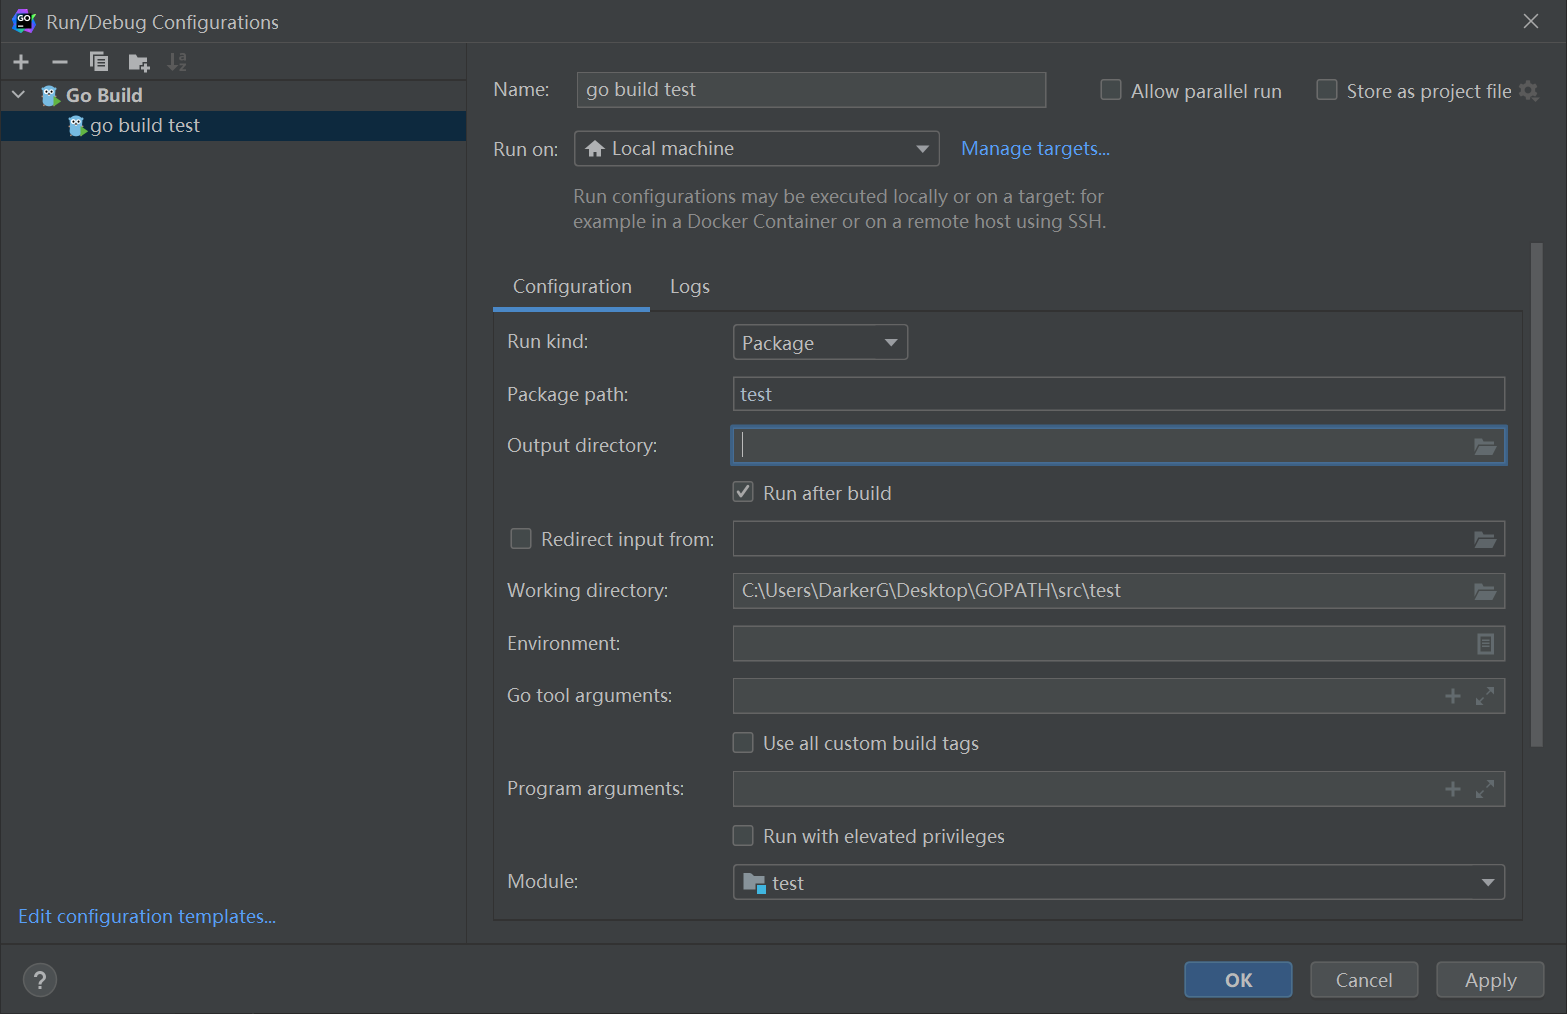 Run/Debug Configurations
Go Build
go build test
Edit configuration templates...
Name: go build test Allow parallel run Store as project file
Run on: Local machine Manage targets...
Run configurations may be executed locally or on a target: for
example in a Docker Container or on a remote host using SSH.
Configuration Logs
Run kind: Package
Package path: test
Output directory:
Run after build
Redirect input from:
Working directory: C:\Users\DarkerG\Desktop\GOPATH\src\test
Environment:
Go tool arguments:
Use all custom build tags
Program arguments:
Run with elevated privileges
Module: test
? OK Cancel Apply